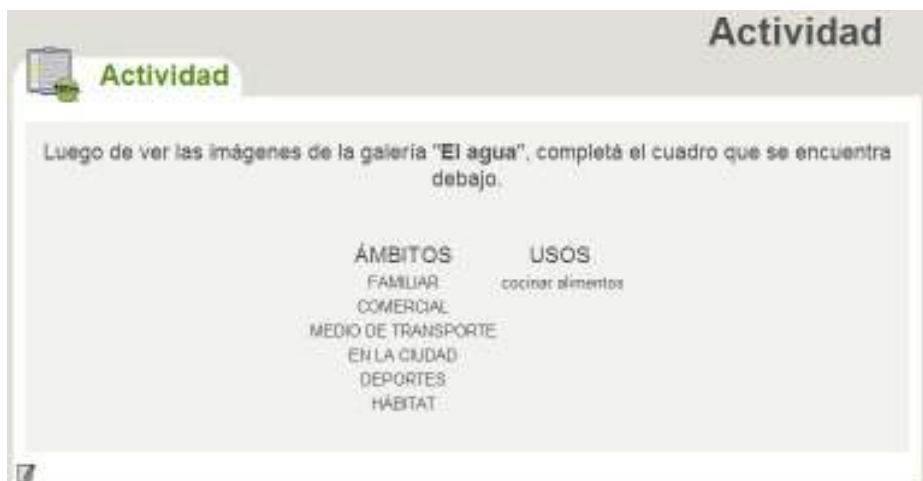 Actividad
Actividad
Luego de ver las imágenes de la galería "El agua", completá el cuadro que se encuentra
debajo.
ÁMBITOS USOS
FAMILIAR cocinar alimentos
COMERCIAL
MEDIO DE TRANSPORTE
EN LA CIUDAD
DEPORTES
HÁBITAT